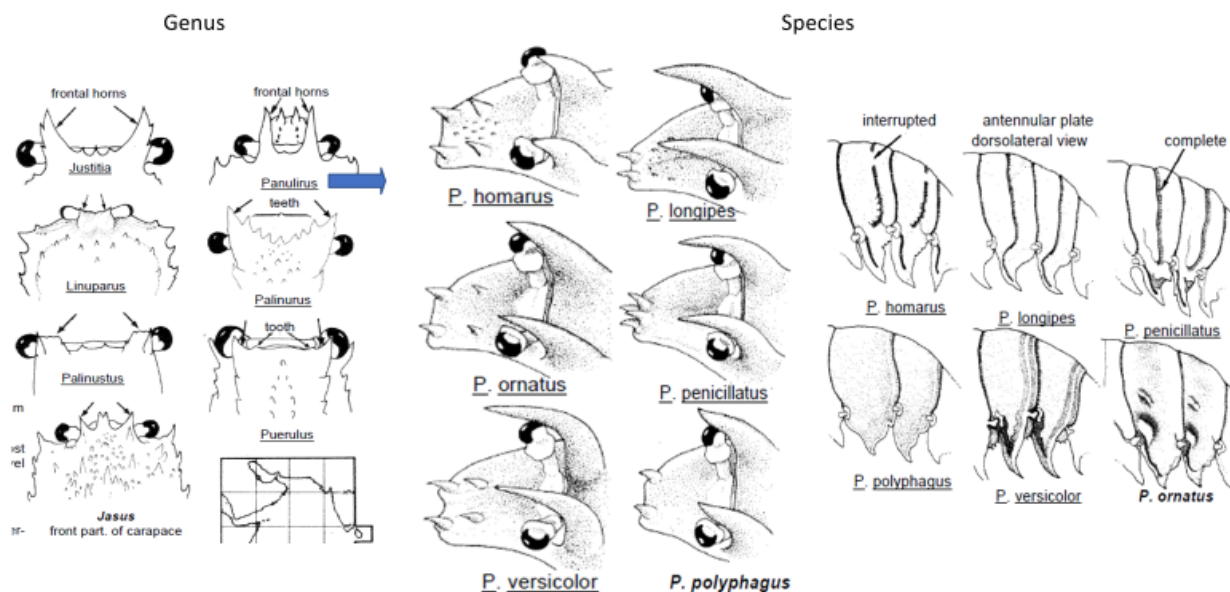 Genus
Species
frontal horns
frontal horns
Justitia
Panulirus
teeth
Linuparus
Palinurus
tooth
Palinustus
Puerulus
Jasus
front part. of carapace
P. homarus
P. longipes
P. ornatus
P. penicillatus
P. versicolor
P. polyphagus
interrupted
antennular plate
dorsolateral view
complete
P. homarus
P. longipes
P. penicillatus
P. polyphagus
P. versicolor
P. ornatus